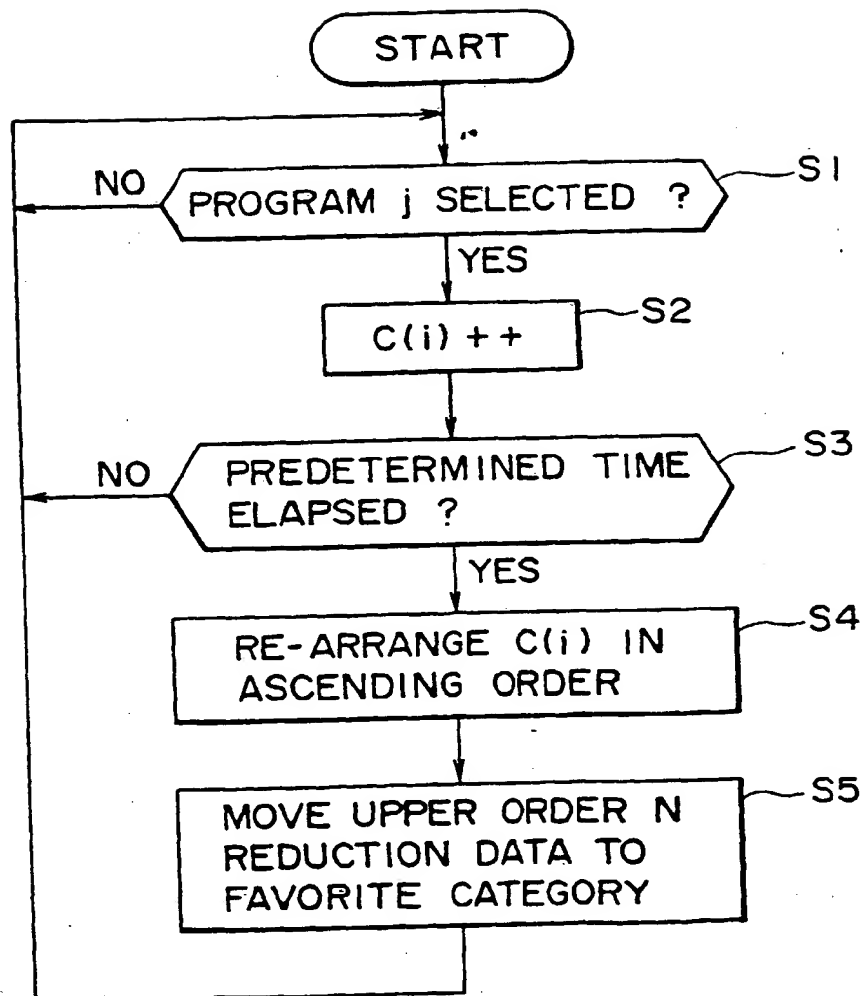 START
NO
PROGRAM j SELECTED ?
S1
YES
C(i) ++
S2
NO
PREDETERMINED TIME
ELAPSED ?
S3
YES
RE-ARRANGE C(i) IN
ASCENDING ORDER
S4
MOVE UPPER ORDER N
REDUCTION DATA TO
FAVORITE CATEGORY
S5